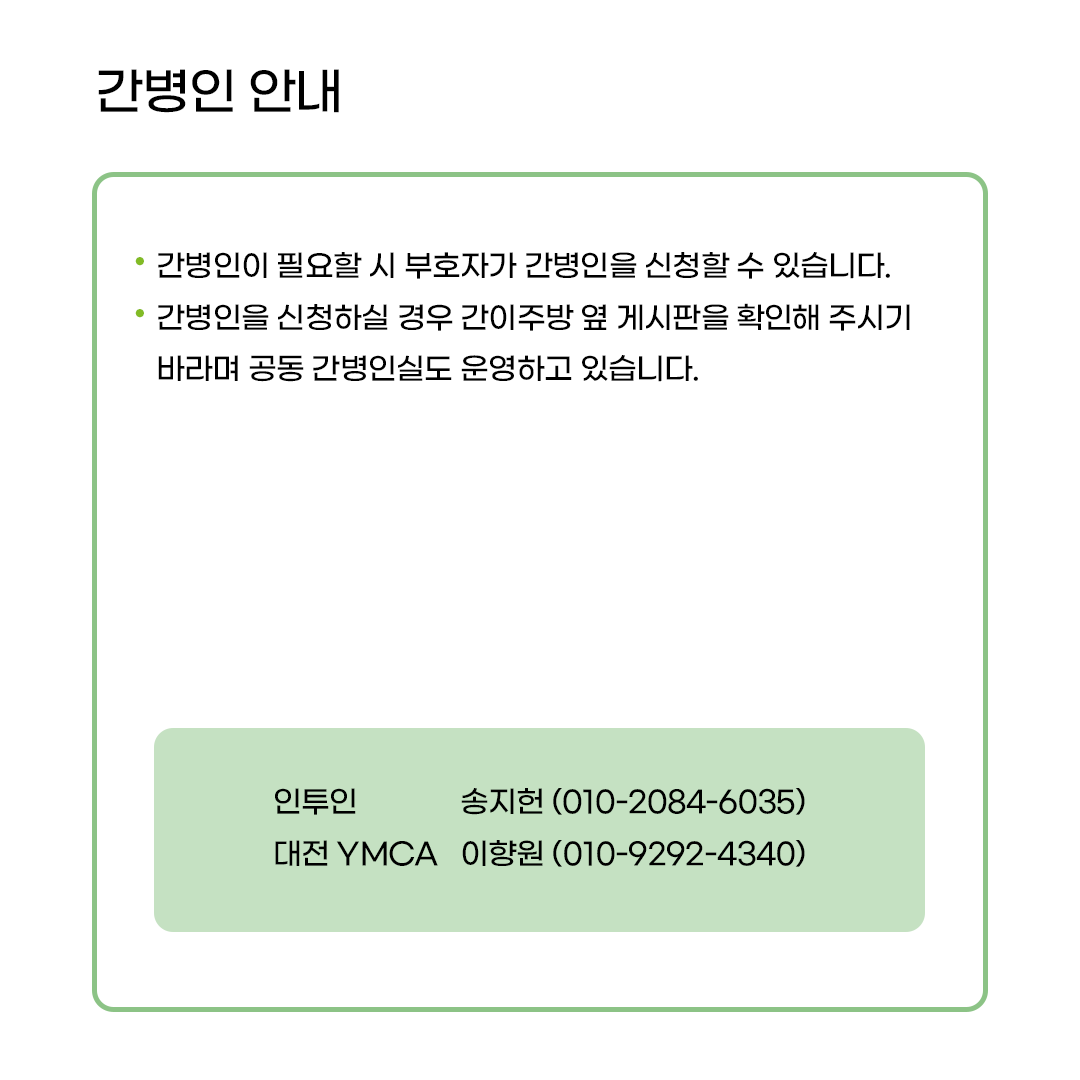 간병인 안내
• 간병인이 필요할 시 부호자가 간병인을 신청할 수 있습니다.
• 간병인을 신청하실 경우 간이주방 옆 게시판을 확인해 주시기
바라며 공동 간병인실도 운영하고 있습니다.
인투인 송지헌 (010-2084-6035)
대전 YMCA 이향원 (010-9292-4340)